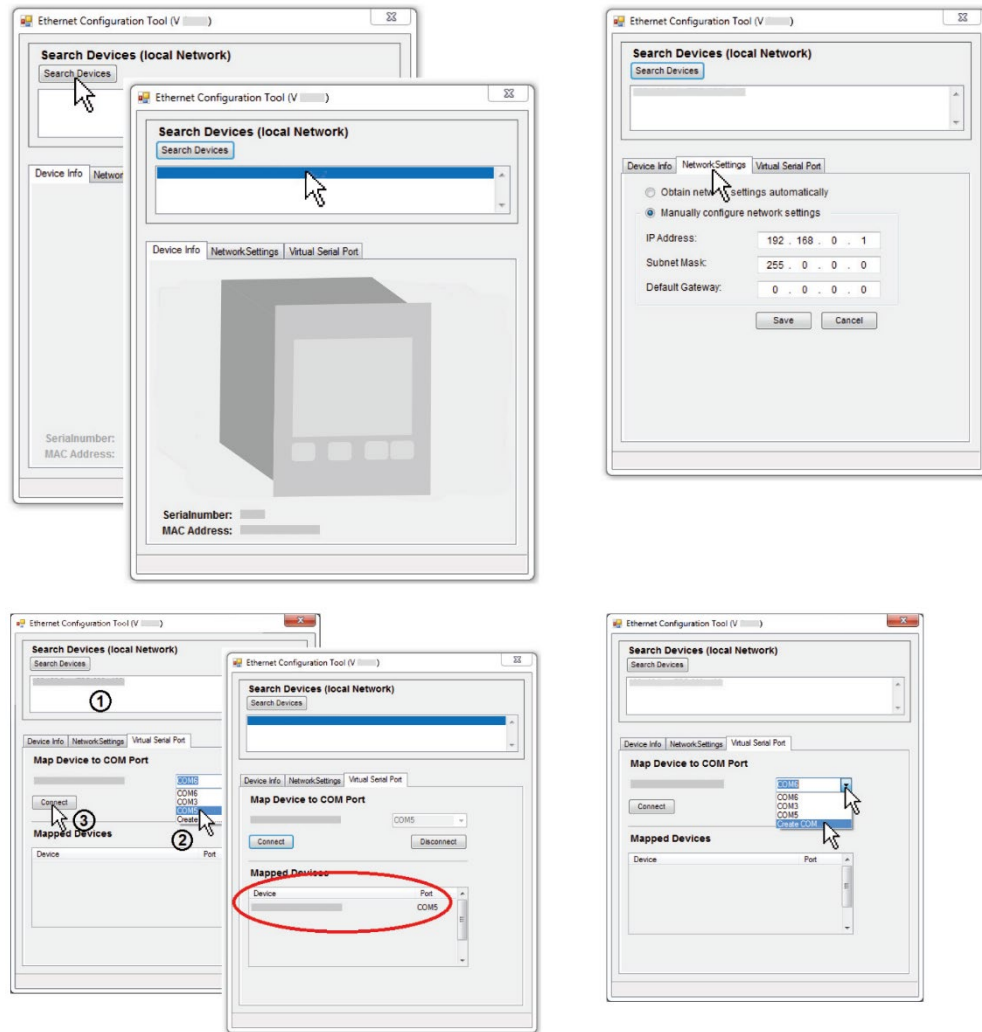 Ethernet Configuration Tool (V )
Search Devices (local Network)
Search Devices
Device Info Networ
Serialnumber:
MAC Address:
Ethernet Configuration Tool (V )
Search Devices (local Network)
Search Devices
Device Info NetworkSettings Virtual Serial Port
Serialnumber:
MAC Address:
Ethernet Configuration Tool (V )
Search Devices (local Network)
Search Devices
Device Info NetworkSettings Virtual Serial Port
Obtain network settings automatically
Manually configure network settings
IP Address: 192 . 168 . 0 . 1
Subnet Mask: 255 . 0 . 0 . 0
Default Gateway: 0 . 0 . 0 . 0
Save Cancel
Ethernet Configuration Tool (V )
Search Devices (local Network)
Search Devices
①
Device Info NetworkSettings Virtual Serial Port
Map Device to COM Port
COM6
COM6
COM3
COM5
Create
Connect
③
②
Mapped Devices
Device Port
Ethernet Configuration Tool (V )
Search Devices (local Network)
Search Devices
Device Info NetworkSettings Virtual Serial Port
Map Device to COM Port
COM5
Connect Disconnect
Mapped Devices
Device Port
COM5
Ethernet Configuration Tool (V )
Search Devices (local Network)
Search Devices
Device Info NetworkSettings Virtual Serial Port
Map Device to COM Port
COM6
COM6
COM3
COM5
Create COM
Connect
Mapped Devices
Device Port